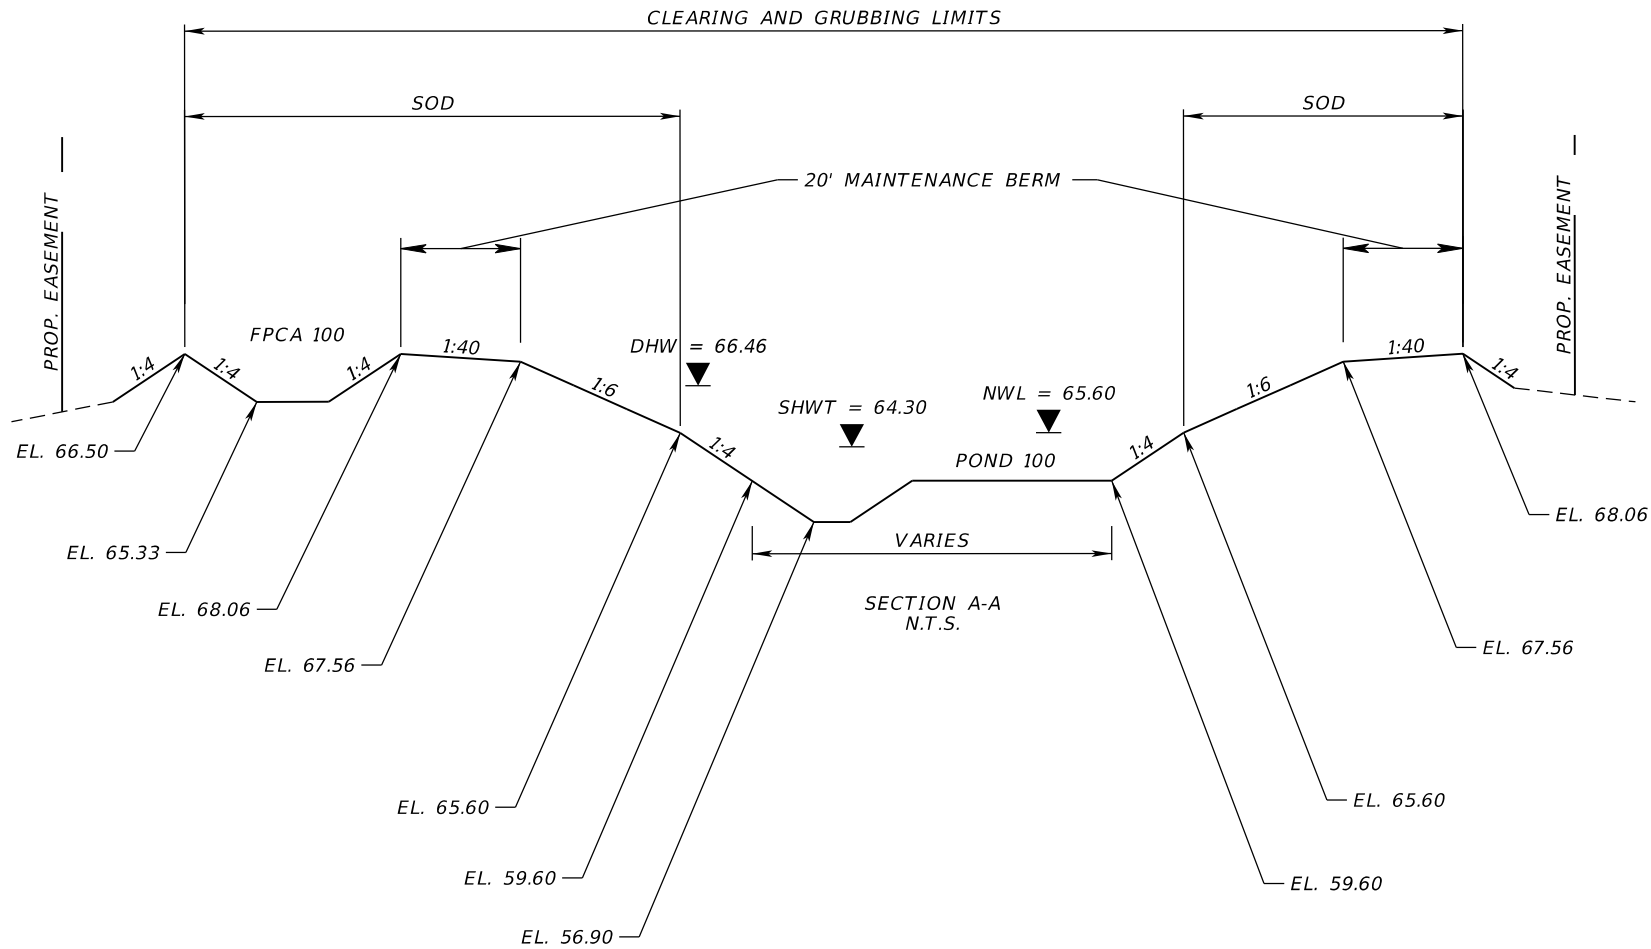 CLEARING AND GRUBBING LIMITS
SOD
SOD
20' MAINTENANCE BERM
PROP. EASEMENT
PROP. EASEMENT
FPCA 100
DHW = 66.46
1:4
1:4
1:4
1:40
1:6
1:4
SHWT = 64.30
NWL = 65.60
POND 100
1:4
1:6
1:40
1:4
EL. 66.50
EL. 65.33
EL. 68.06
EL. 67.56
EL. 65.60
EL. 59.60
EL. 56.90
VARIES
SECTION A-A
N.T.S.
EL. 68.06
EL. 67.56
EL. 65.60
EL. 59.60